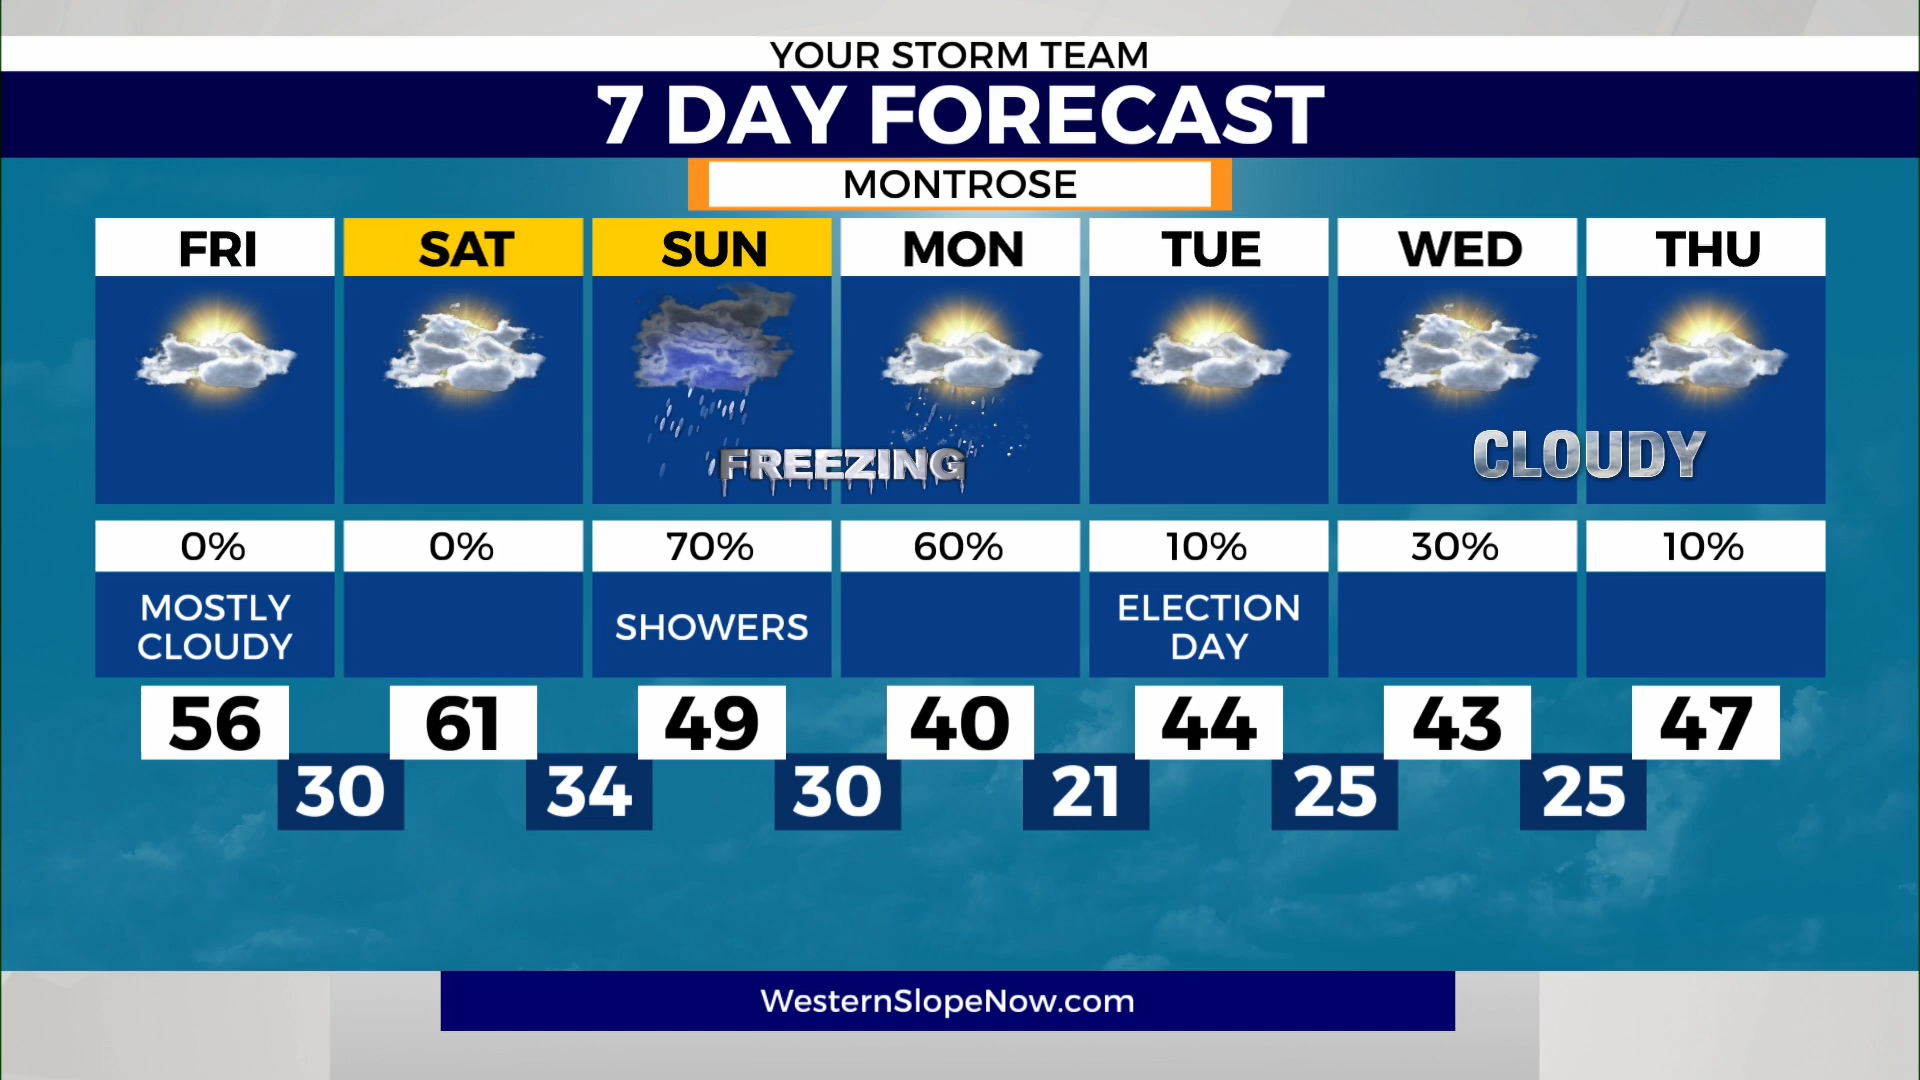 YOUR STORM TEAM
7 DAY FORECAST
MONTROSE
FRI SAT SUN MON TUE WED THU
FREEZING CLOUDY
0% 0% 70% 60% 10% 30% 10%
MOSTLY
CLOUDY
SHOWERS
ELECTION
DAY
56 61 49 40 44 43 47
30 34 30 21 25 25
WesternSlopeNow.com